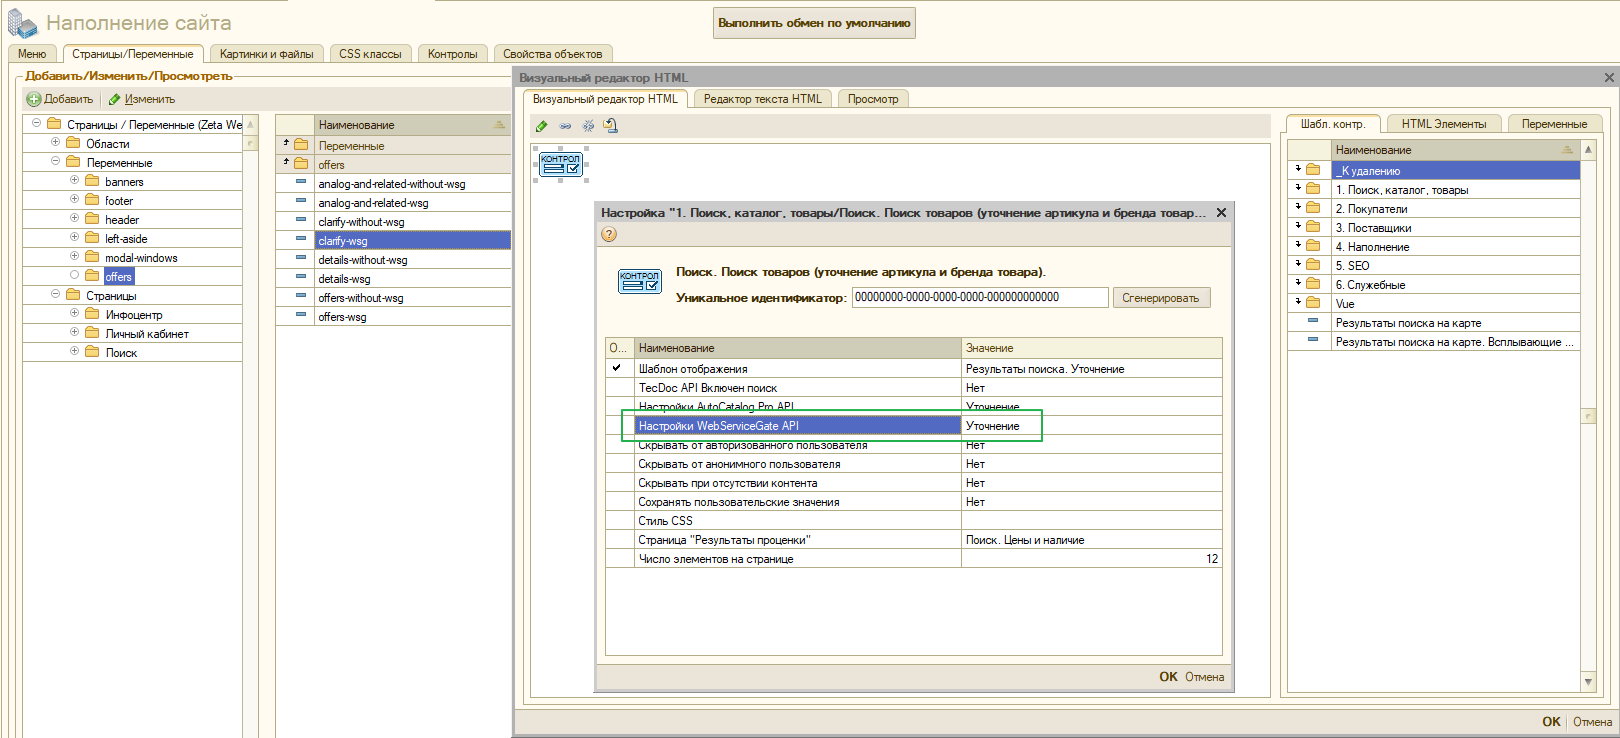 Наполнение сайта
Выполнить обмен по умолчанию
Меню
Страницы/Переменные
Картинки и файлы
CSS классы
Контролы
Свойства объектов
Добавить/Изменить/Просмотреть
Добавить
Изменить
Страницы / Переменные (Zeta We
Области
Переменные
banners
footer
header
left-aside
modal-windows
offers
Страницы
Инфоцентр
Личный кабинет
Поиск
Наименование
Переменные
offers
analog-and-related-without-wsg
analog-and-related-wsg
clarify-without-wsg
clarify-wsg
details-without-wsg
details-wsg
offers-without-wsg
offers-wsg
Визуальный редактор HTML
Визуальный редактор HTML
Редактор текста HTML
Просмотр
КОНТРОЛ
Настройка "1. Поиск, каталог, товары/Поиск. Поиск товаров (уточнение артикула и бренда товар...
?
КОНТРОЛ
Поиск. Поиск товаров (уточнение артикула и бренда товара).
Уникальное идентификатор:
00000000-0000-0000-0000-000000000000
Сгенерировать
О...
Наименование
Значение
Шаблон отображения
Результаты поиска. Уточнение
TecDoc API Включен поиск
Нет
Настройки AutoCatalog Pro API
Уточнение
Настройки WebServiceGate API
Уточнение
Скрывать от авторизованного пользователя
Нет
Скрывать от анонимного пользователя
Нет
Скрывать при отсутствии контента
Нет
Сохранять пользовательские значения
Нет
Стиль CSS
Страница "Результаты проценки"
Поиск. Цены и наличие
Число элементов на странице
12
OK
Отмена
Шабл. контр.
HTML Элементы
Переменные
Наименование
_К удалению
1. Поиск, каталог, товары
2. Покупатели
3. Поставщики
4. Наполнение
5. SEO
6. Служебные
Vue
Результаты поиска на карте
Результаты поиска на карте. Всплывающие ...
OK
Отмена